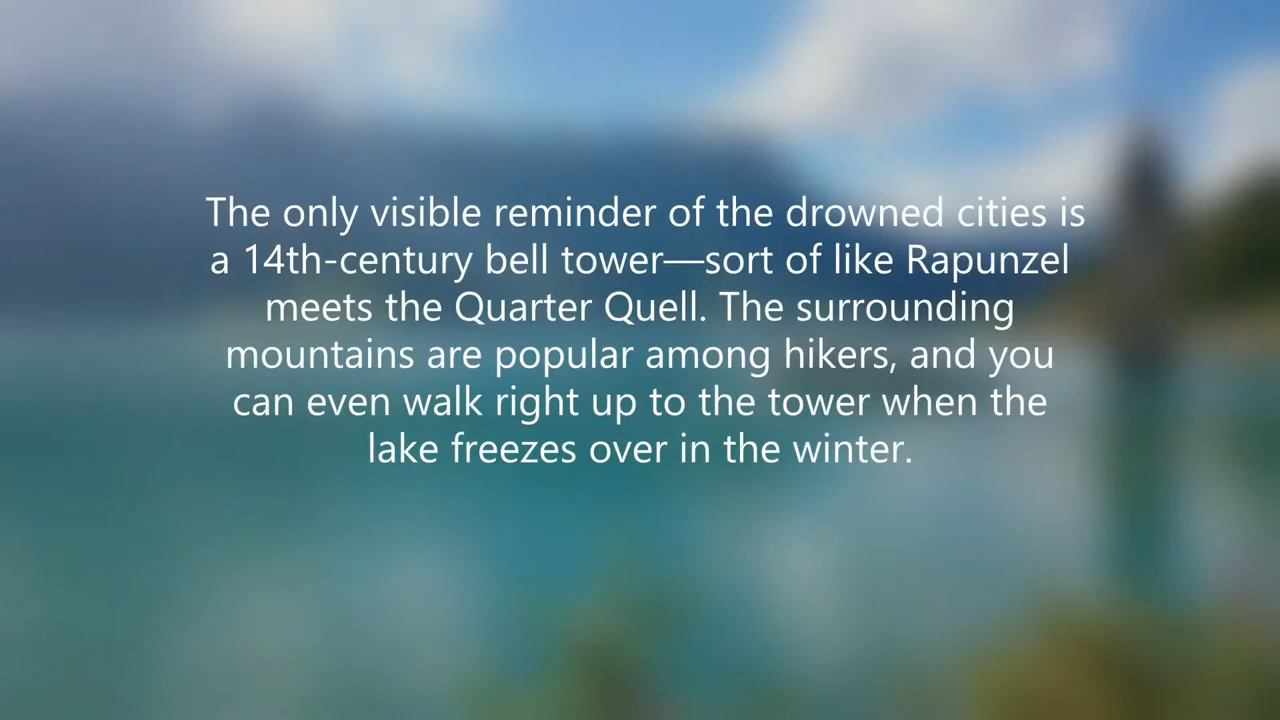 The only visible reminder of the drowned cities is
a 14th-century bell tower—sort of like Rapunzel
meets the Quarter Quell. The surrounding
mountains are popular among hikers, and you
can even walk right up to the tower when the
lake freezes over in the winter.